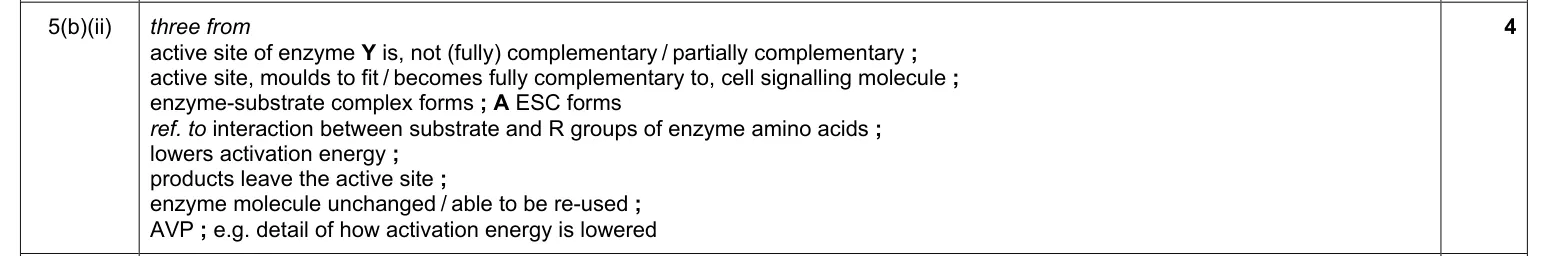 5(b)(ii) three from 4
active site of enzyme Y is, not (fully) complementary / partially complementary ;
active site, moulds to fit / becomes fully complementary to, cell signalling molecule ;
enzyme-substrate complex forms ; A ESC forms
ref. to interaction between substrate and R groups of enzyme amino acids ;
lowers activation energy ;
products leave the active site ;
enzyme molecule unchanged / able to be re-used ;
AVP ; e.g. detail of how activation energy is lowered